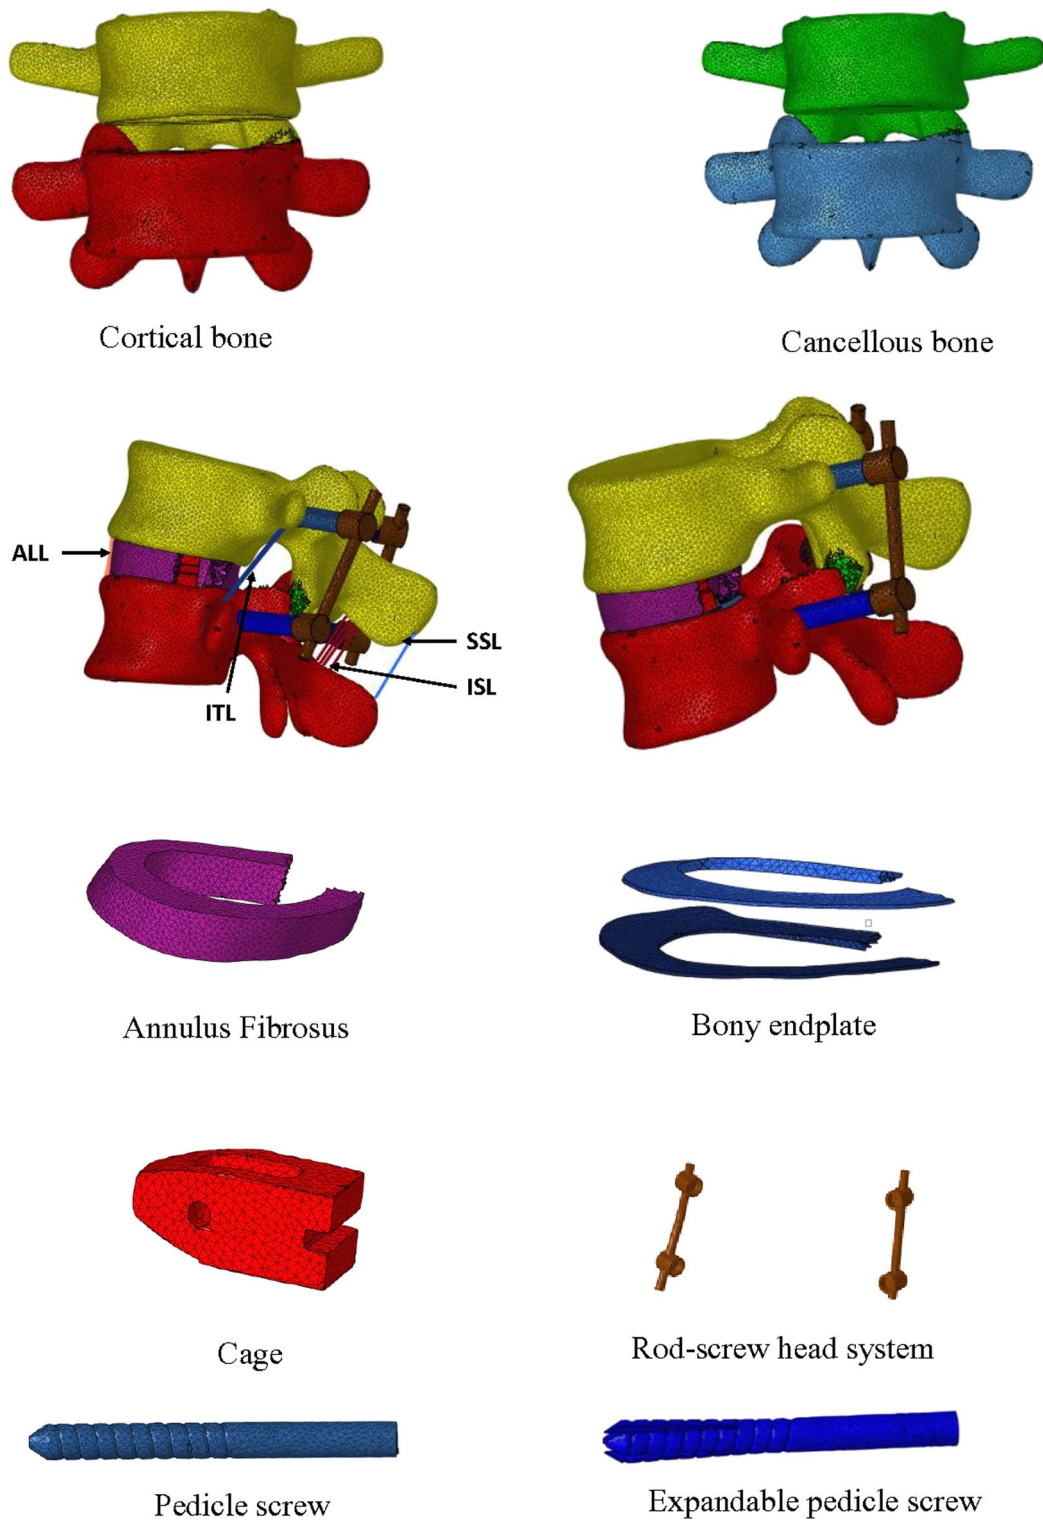 Cortical bone
Cancellous bone
ALL
SSL
ISL
ITL
Annulus Fibrosus
Bony endplate
Cage
Rod-screw head system
Pedicle screw
Expandable pedicle screw